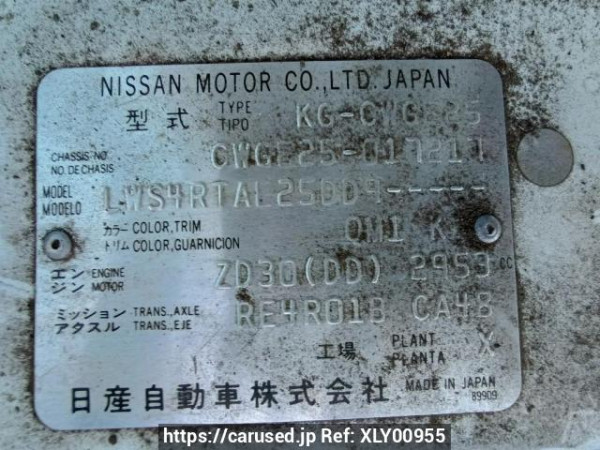 NISSAN MOTOR CO.,LTD. JAPAN
型式 TYPE TIPO KG-CWGE25
CHASSIS NO. NO. DE CHASIS CWGE25-017217
MODEL MODELO LWS4RTAL25DD9-----
カラー COLOR,TRIM
トリム COLOR,GUARNICION QM1 K
エンジン ENGINE MOTOR ZD30(DD) 2953 CC
ミッション TRANS.,AXLE
アクスル TRANS.,EJE RE4R01B CA48
工場 PLANT PLANTA X
日産自動車株式会社 MADE IN JAPAN
89909
https://carused.jp Ref: XLY00955